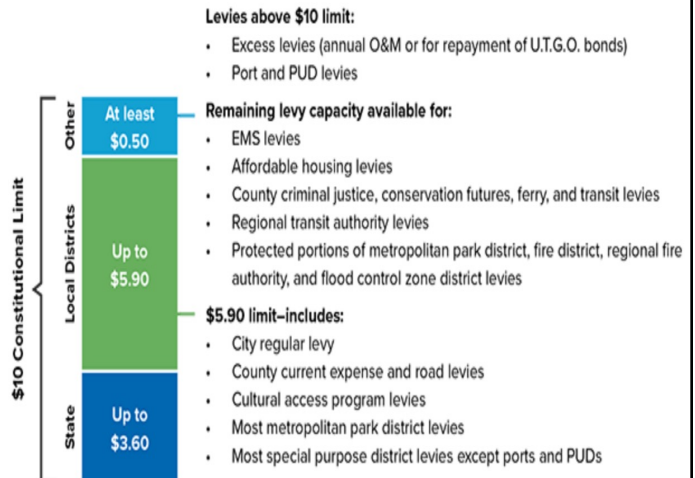 Levies above $10 limit:
• Excess levies (annual O&M or for repayment of U.T.G.O. bonds)
• Port and PUD levies
$10 Constitutional Limit
Other
At least
$0.50
Remaining levy capacity available for:
• EMS levies
• Affordable housing levies
• County criminal justice, conservation futures, ferry, and transit levies
• Regional transit authority levies
• Protected portions of metropolitan park district, fire district, regional fire
authority, and flood control zone district levies
Local Districts
Up to
$5.90
$5.90 limit–includes:
• City regular levy
• County current expense and road levies
• Cultural access program levies
• Most metropolitan park district levies
• Most special purpose district levies except ports and PUDs
State
Up to
$3.60